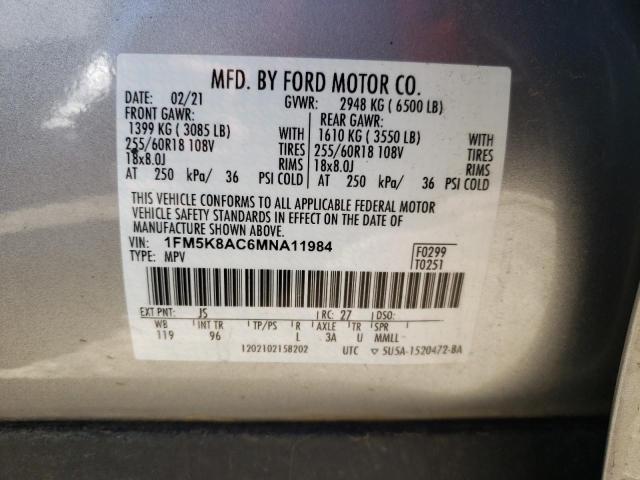 MFD. BY FORD MOTOR CO.
DATE: 02/21 GVWR: 2948 KG ( 6500 LB)
FRONT GAWR: REAR GAWR:
1399 KG ( 3085 LB) WITH 1610 KG ( 3550 LB) WITH
255/60R18 108V TIRES 255/60R18 108V TIRES
18x8.0J RIMS 18x8.0J RIMS
AT 250 kPa/ 36 PSI COLD AT 250 kPa/ 36 PSI COLD
THIS VEHICLE CONFORMS TO ALL APPLICABLE FEDERAL MOTOR
VEHICLE SAFETY STANDARDS IN EFFECT ON THE DATE OF
MANUFACTURE SHOWN ABOVE.
VIN: 1FM5K8AC6MNA11984 F0299
TYPE: MPV T0251
EXT PNT: JS RC: 27 DSO:
WB INT TR TP/PS R AXLE TR SPR
119 96 L 3A U MMLL
1202102158202 UTC ▽ 5U5A-1520472-BA